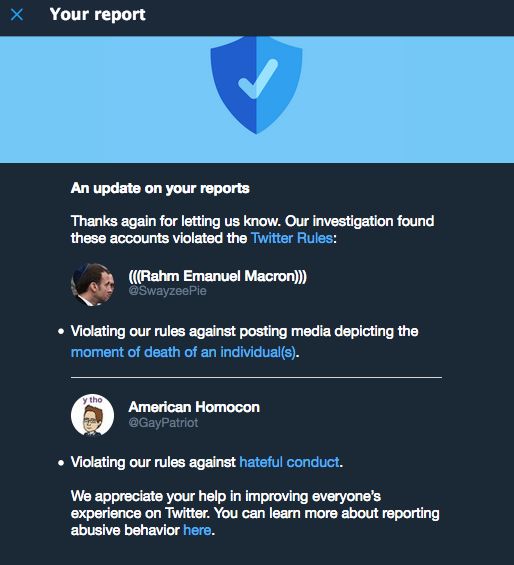 Your report
An update on your reports
Thanks again for letting us know. Our investigation found
these accounts violated the Twitter Rules:
(((Rahm Emanuel Macron)))
@SwayzeePie
• Violating our rules against posting media depicting the
moment of death of an individual(s).
y tho
American Homocon
@GayPatriot
• Violating our rules against hateful conduct.
We appreciate your help in improving everyone's
experience on Twitter. You can learn more about reporting
abusive behavior here.